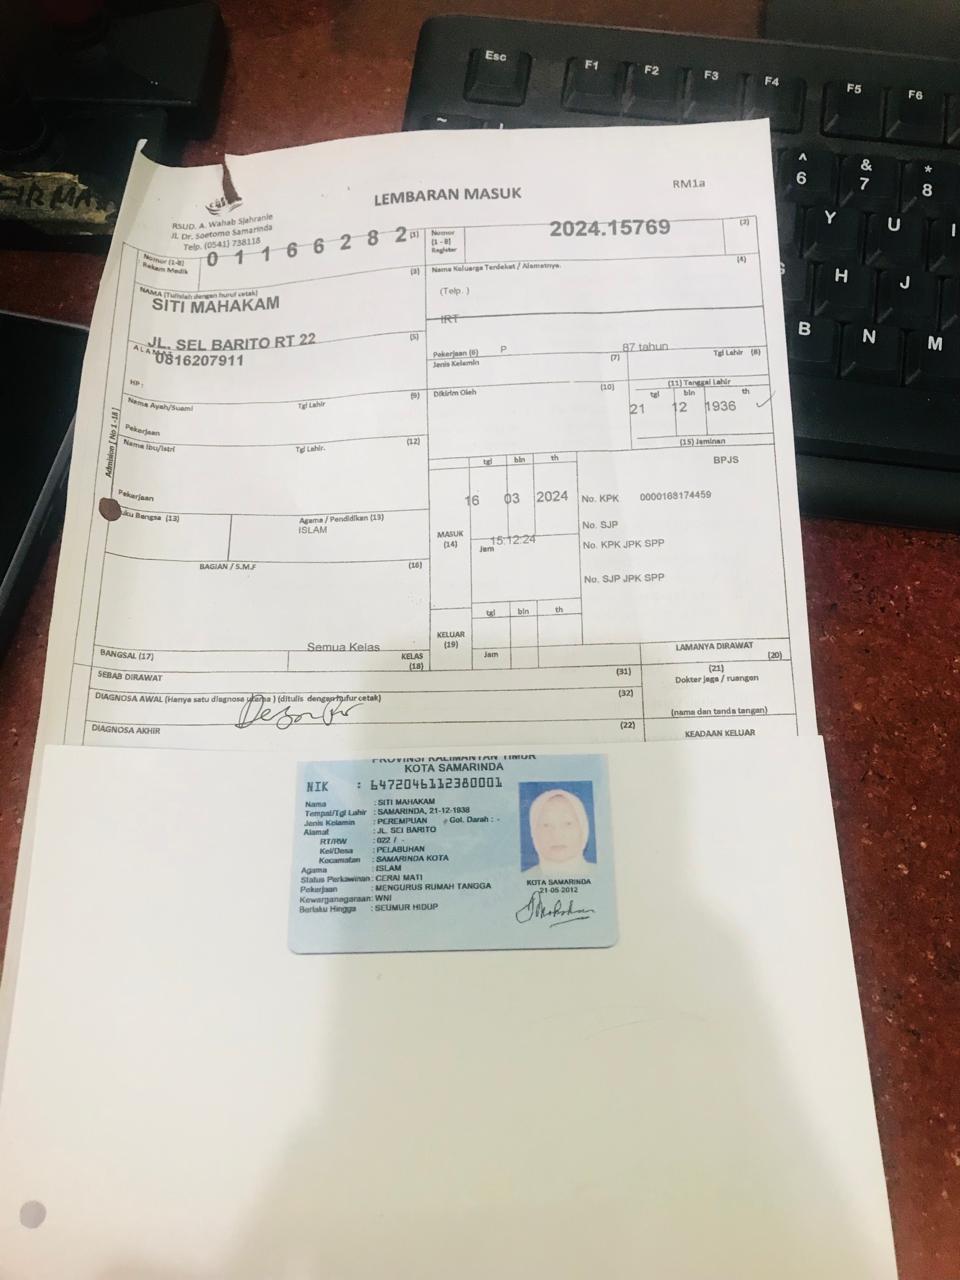 LEMBARAN MASUK
RM1a
RSUD. A. Wahab Sjahranie
Jl. Dr. Soetomo Samarinda
Telp. (0541) 738118
Nomor (1-8)
Rekam Medik
0 1 1 6 6 2 8 2
(1)
Nomor
(1 - 8)
Register
2024.15769
(2)
NAMA (Tulislah dengan huruf cetak)
(3)
SITI MAHAKAM
Nama Keluarga Terdekat / Alamatnya.
(4)
(Telp. )
IRT
JL. SEL BARITO RT 22
(5)
ALAMAT
0816207911
HP :
Pekerjaan (6)
P
87 tahun
Jenis Kelamin
(7)
Tgl Lahir (8)
Nama Ayah/Suami
Tgl Lahir
(9)
Pekerjaan
Dikirim Oleh
(10)
(11) Tanggal Lahir
tgl bln th
21 12 1936
Nama Ibu/Istri
Tgl Lahir.
(12)
Pekerjaan
(15) Jaminan
BPJS
Admision [ No 1 -18 ]
tgl bln th
16 03 2024
MASUK
(14)
15:12:24
Jam
No. KPK 0000168174459
No. SJP
No. KPK JPK SPP
No. SJP JPK SPP
uku Bangsa (13)
Agama / Pendidikan (13)
ISLAM
BAGIAN / S.M.F
(16)
tgl bln th
KELUAR
(19)
Jam
BANGSAL (17)
Semua Kelas
KELAS
(18)
LAMANYA DIRAWAT
(20)
SEBAB DIRAWAT
(31)
(21)
Dokter jaga / ruangan
DIAGNOSA AWAL (Hanya satu diagnose utama ) (ditulis dengan hufur cetak)
(32)
(nama dan tanda tangan)
DIAGNOSA AKHIR
(22)
KEADAAN KELUAR
PROVINSI KALIMANTAN TIMUR
KOTA SAMARINDA
NIK : 6472046112380001
Nama : SITI MAHAKAM
Tempat/Tgl Lahir : SAMARINDA, 21-12-1938
Jenis Kelamin : PEREMPUAN Gol. Darah : -
Alamat : JL. SEI BARITO
RT/RW : 022 / -
Kel/Desa : PELABUHAN
Kecamatan : SAMARINDA KOTA
Agama : ISLAM
Status Perkawinan: CERAI MATI
Pekerjaan : MENGURUS RUMAH TANGGA
Kewarganegaraan: WNI
Berlaku Hingga : SEUMUR HIDUP
KOTA SAMARINDA
21-05-2012
Esc F1 F2 F3 F4 F5 F6
~
^ 6 & 7 * 8
Y U I
H J
B N M